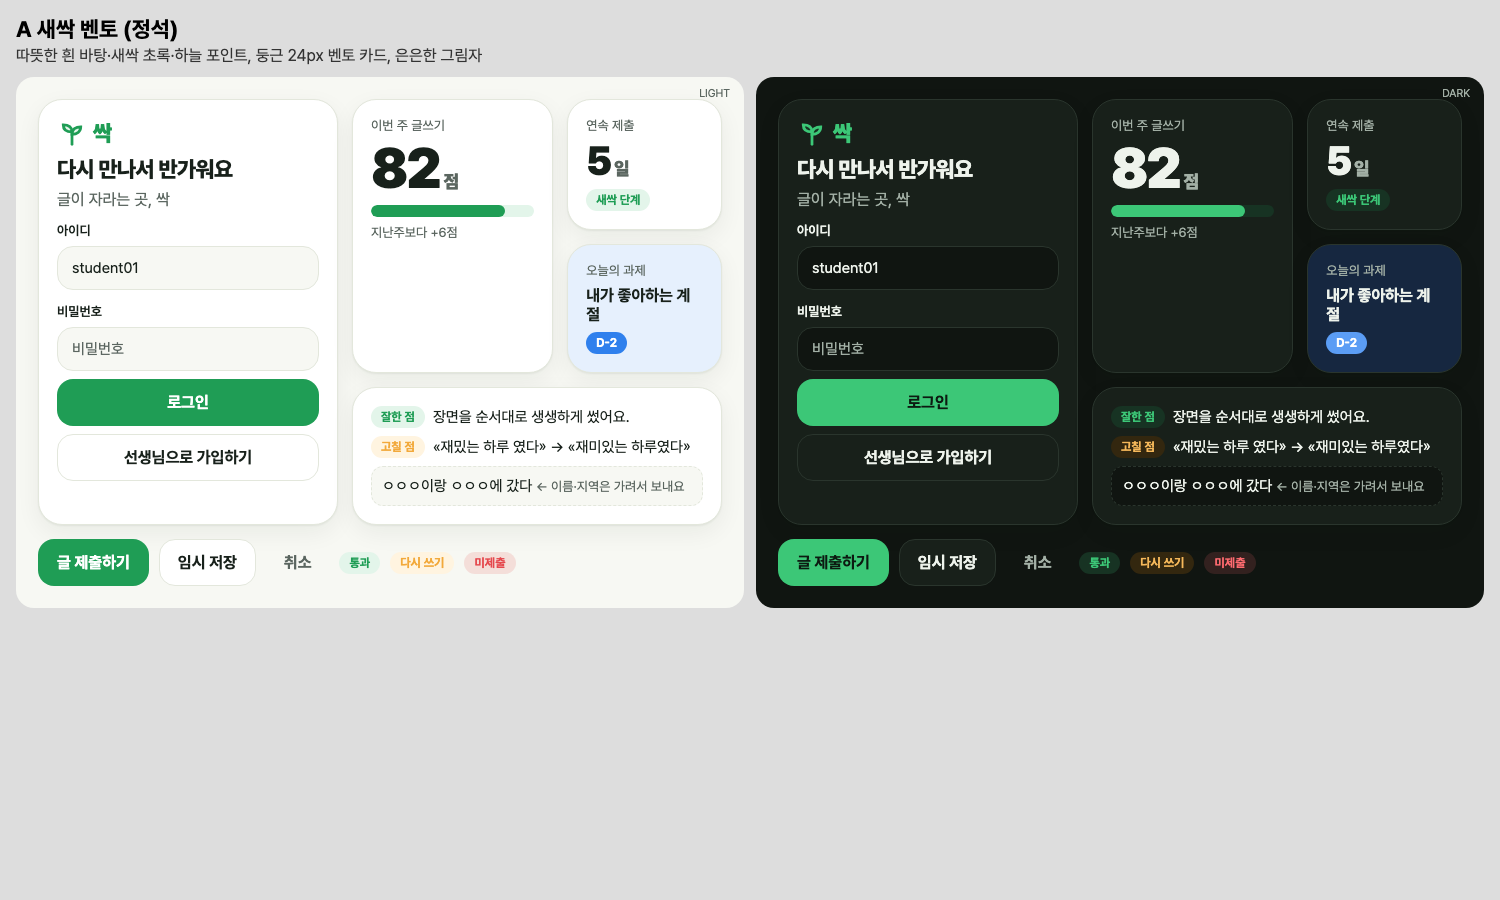 A 새싹 벤토 (정석)
따뜻한 흰 바탕·새싹 초록·하늘 포인트, 둥근 24px 벤토 카드, 은은한 그림자
LIGHT
싹
다시 만나서 반가워요
글이 자라는 곳, 싹
아이디
student01
비밀번호
비밀번호
로그인
선생님으로 가입하기
이번 주 글쓰기
82점
지난주보다 +6점
연속 제출
5일
새싹 단계
오늘의 과제
내가 좋아하는 계
절
D-2
잘한 점 장면을 순서대로 생생하게 썼어요.
고칠 점 «재밌는 하루 였다» → «재미있는 하루였다»
ㅇㅇㅇ이랑 ㅇㅇㅇ에 갔다 ← 이름·지역은 가려서 보내요
글 제출하기 임시 저장 취소 통과 다시 쓰기 미제출
DARK
싹
다시 만나서 반가워요
글이 자라는 곳, 싹
아이디
student01
비밀번호
비밀번호
로그인
선생님으로 가입하기
이번 주 글쓰기
82점
지난주보다 +6점
연속 제출
5일
새싹 단계
오늘의 과제
내가 좋아하는 계
절
D-2
잘한 점 장면을 순서대로 생생하게 썼어요.
고칠 점 «재밌는 하루 였다» → «재미있는 하루였다»
ㅇㅇㅇ이랑 ㅇㅇㅇ에 갔다 ← 이름·지역은 가려서 보내요
글 제출하기 임시 저장 취소 통과 다시 쓰기 미제출